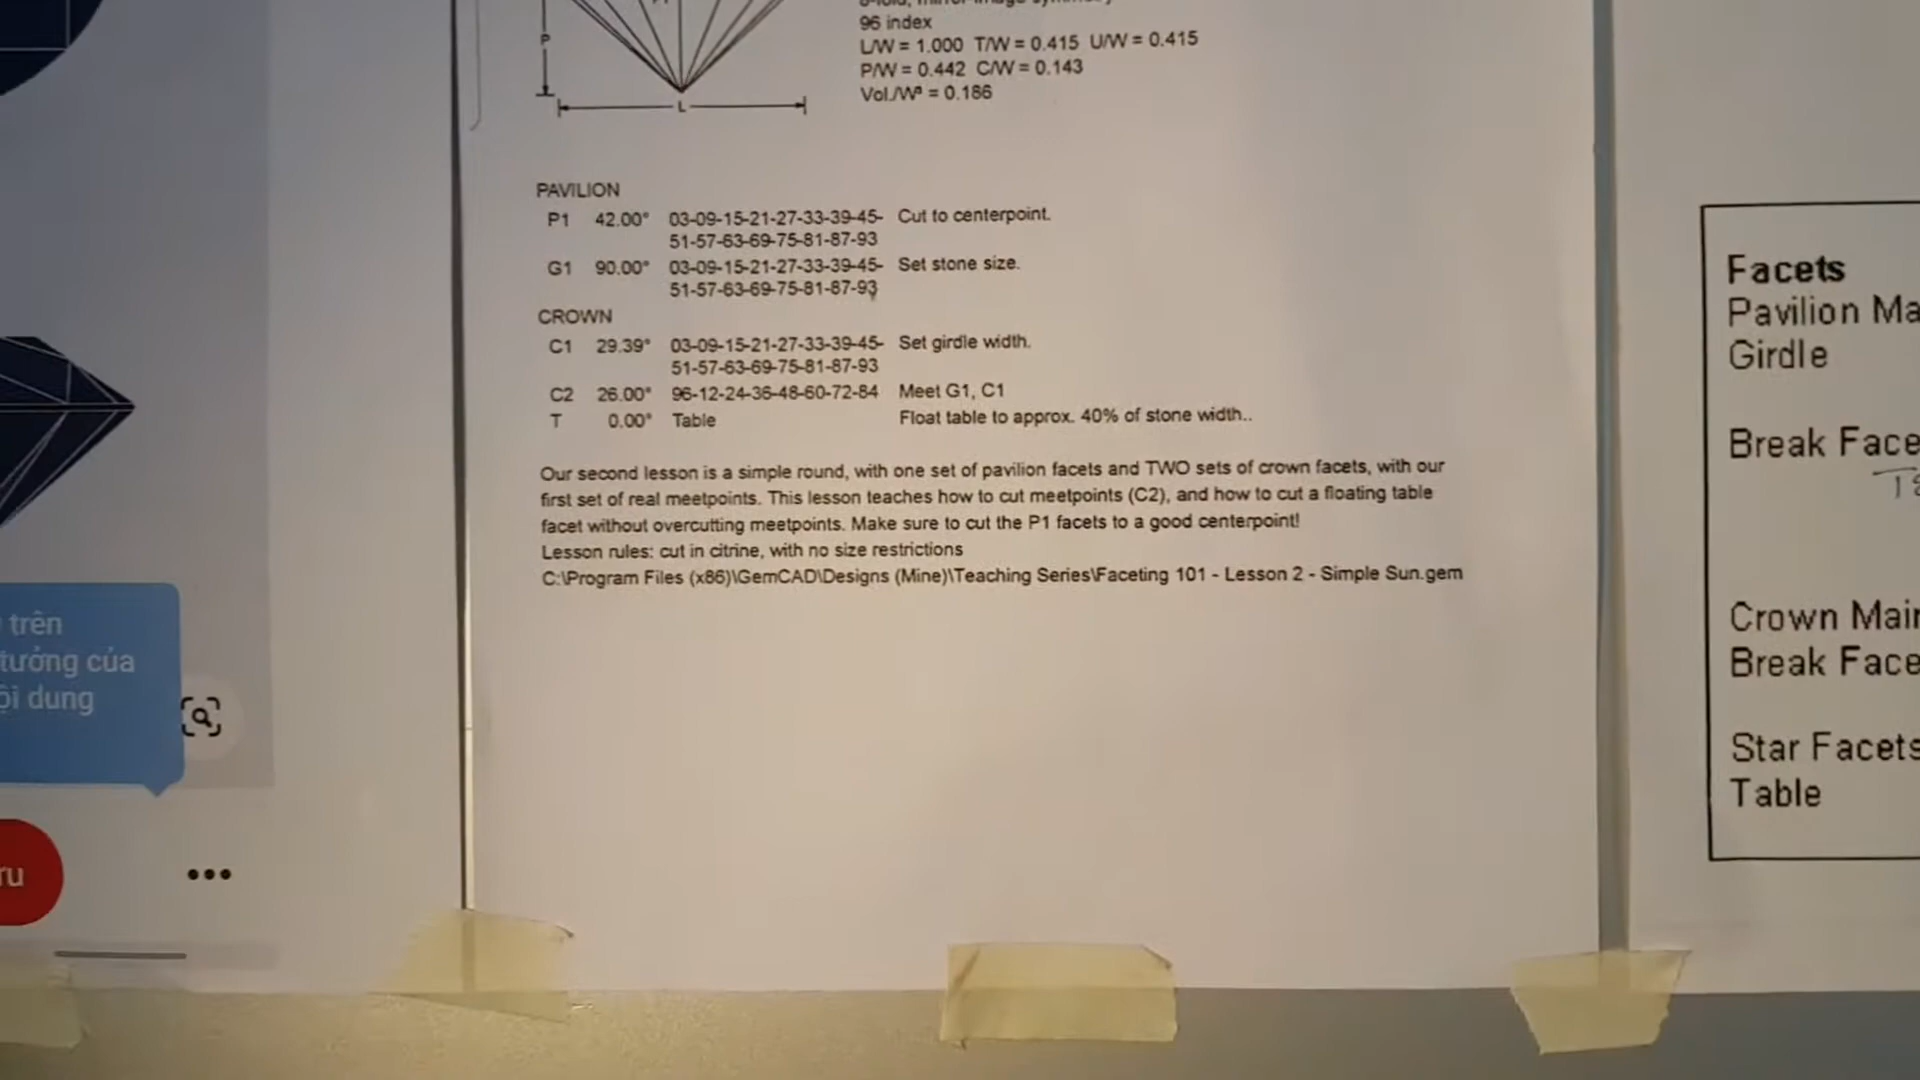 P
L
96 index
L/W = 1.000 T/W = 0.415 U/W = 0.415
P/W = 0.442 C/W = 0.143
Vol./W³ = 0.186
PAVILION
P1 42.00° 03-09-15-21-27-33-39-45- Cut to centerpoint.
51-57-63-69-75-81-87-93
G1 90.00° 03-09-15-21-27-33-39-45- Set stone size.
51-57-63-69-75-81-87-93
CROWN
C1 29.39° 03-09-15-21-27-33-39-45- Set girdle width.
51-57-63-69-75-81-87-93
C2 26.00° 96-12-24-36-48-60-72-84 Meet G1, C1
T 0.00° Table Float table to approx. 40% of stone width..
Our second lesson is a simple round, with one set of pavilion facets and TWO sets of crown facets, with our
first set of real meetpoints. This lesson teaches how to cut meetpoints (C2), and how to cut a floating table
facet without overcutting meetpoints. Make sure to cut the P1 facets to a good centerpoint!
Lesson rules: cut in citrine, with no size restrictions
C:\Program Files (x86)\GemCAD\Designs (Mine)\Teaching Series\Faceting 101 - Lesson 2 - Simple Sun.gem
trên
tưởng của
dung
Facets
Pavilion
Girdle
Break
Crown
Break
Star Facets
Table